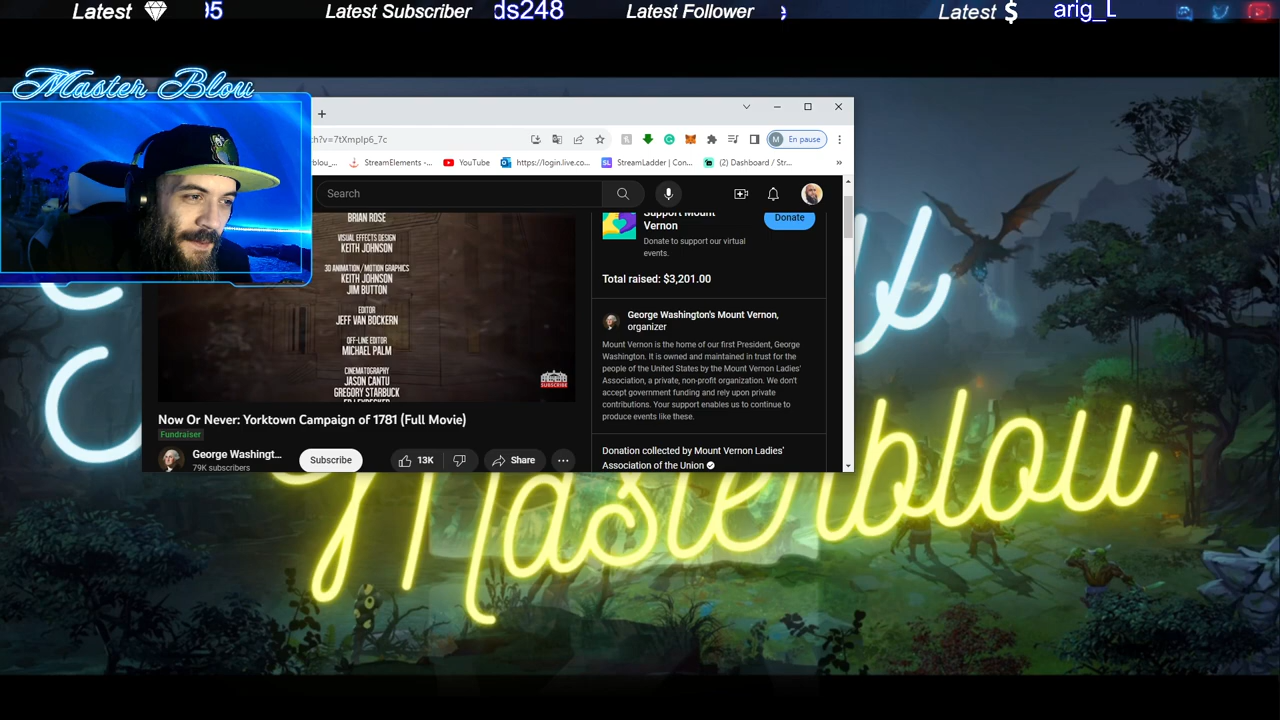 Latest
95
Latest Subscriber
ds248
Latest Follower
e
Latest $
arig_L
Master Blou
ch?v=7tXmpIp6_7c
M En pause
blou_...
StreamElements -...
YouTube
https://login.live.co...
StreamLadder | Con...
(2) Dashboard / Str...
»
Search
BRIAN ROSE
VISUAL EFFECTS DESIGN
KEITH JOHNSON
3D ANIMATION/MOTION GRAPHICS
KEITH JOHNSON
JIM BUTTON
EDITOR
JEFF VAN BOCKERN
OFF-LINE EDITOR
MICHAEL PALM
CINEMATOGRAPHY
JASON CANTU
GREGORY STARBUCK
SUBSCRIBE
Now Or Never: Yorktown Campaign of 1781 (Full Movie)
Fundraiser
George Washingt...
79K subscribers
Subscribe
13K
Share
...
Support Mount
Vernon
Donate
Donate to support our virtual
events.
Total raised: $3,201.00
George Washington's Mount Vernon,
organizer
Mount Vernon is the home of our first President, George
Washington. It is owned and maintained in trust for the
people of the United States by the Mount Vernon Ladies'
Association, a private, non-profit organization. We don't
accept government funding and rely upon private
contributions. Your support enables us to continue to
produce events like these.
Donation collected by Mount Vernon Ladies'
Association of the Union
Masterblou